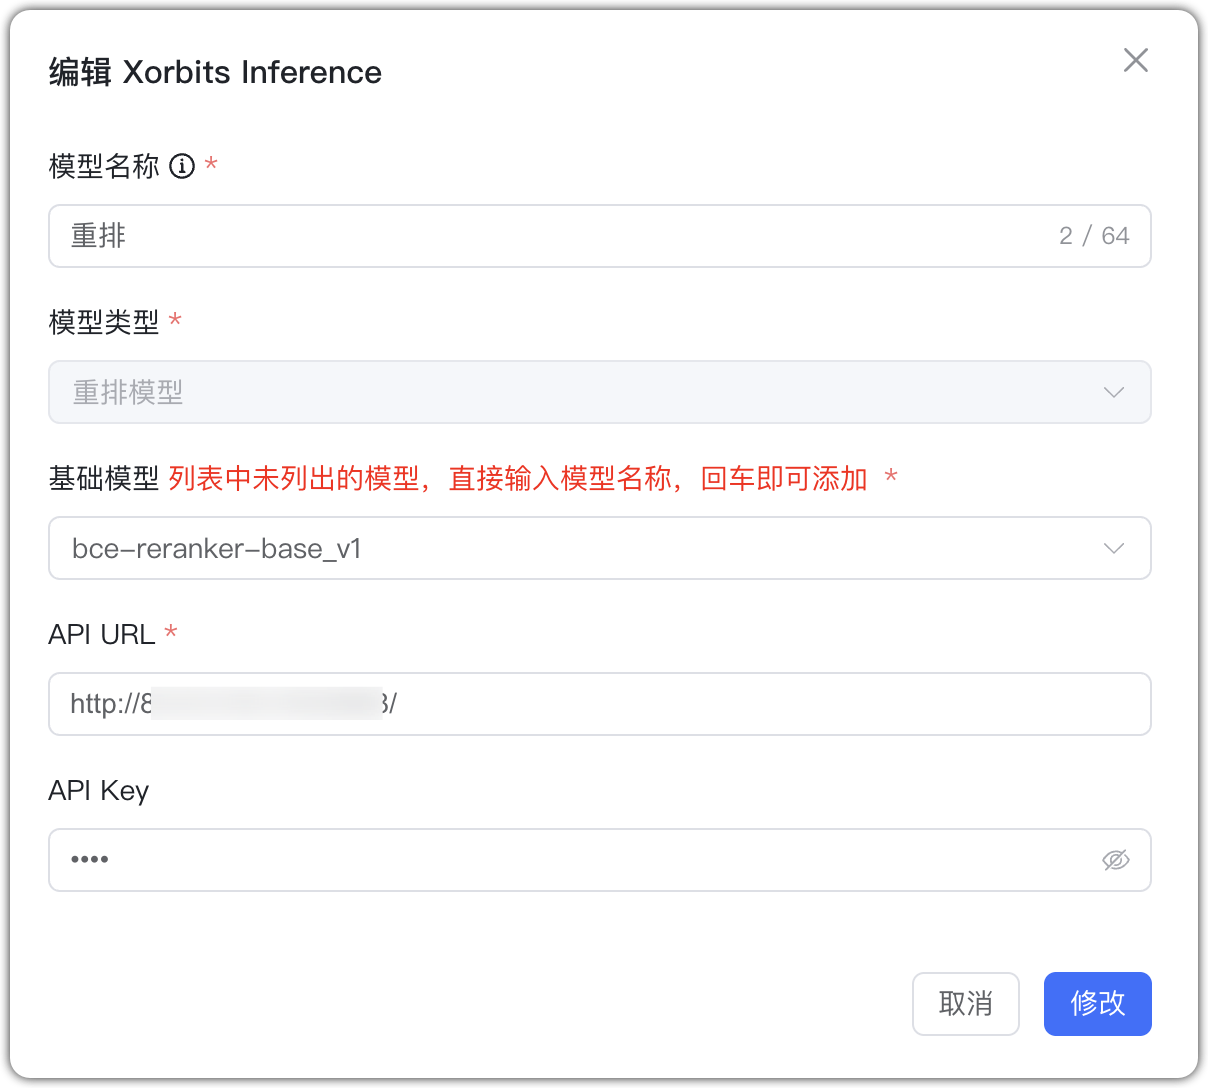 编辑 Xorbits Inference
模型名称 *
重排 2 / 64
模型类型 *
重排模型
基础模型 列表中未列出的模型，直接输入模型名称，回车即可添加 *
bce-reranker-base_v1
API URL *
http://8 3/
API Key
••••
取消 修改